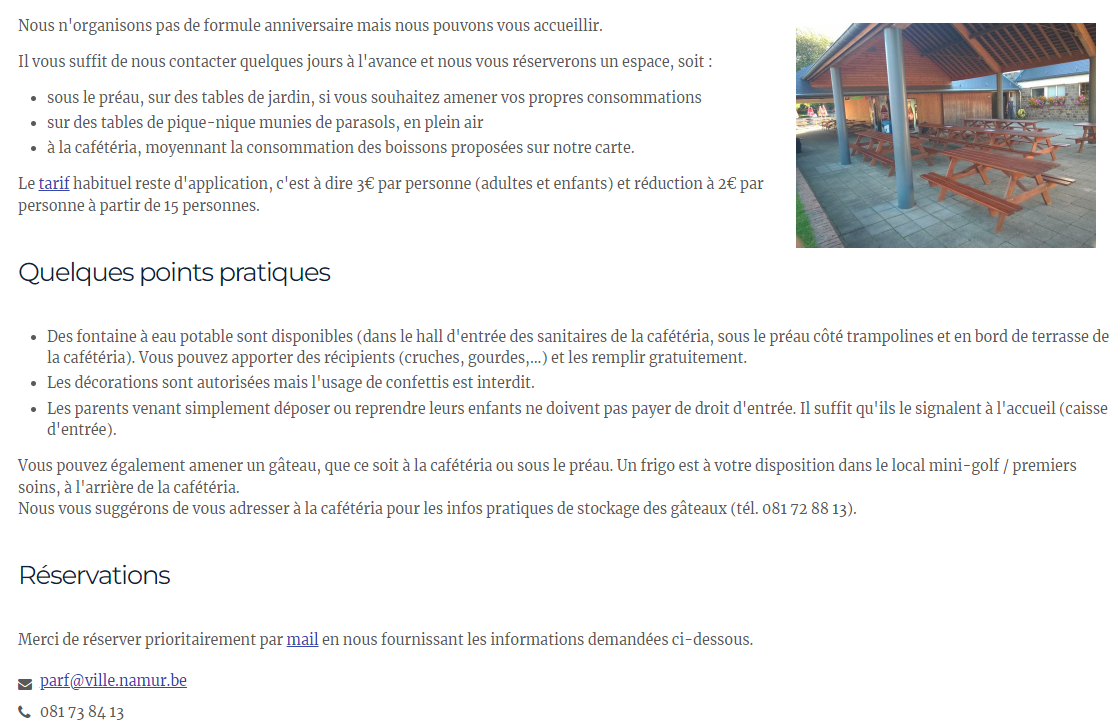 Nous n'organisons pas de formule anniversaire mais nous pouvons vous accueillir.
Il vous suffit de nous contacter quelques jours à l'avance et nous vous réserverons un espace, soit :
• sous le préau, sur des tables de jardin, si vous souhaitez amener vos propres consommations
• sur des tables de pique-nique munies de parasols, en plein air
• à la cafétéria, moyennant la consommation des boissons proposées sur notre carte.
Le tarif habituel reste d'application, c'est à dire 3€ par personne (adultes et enfants) et réduction à 2€ par
personne à partir de 15 personnes.
Quelques points pratiques
• Des fontaine à eau potable sont disponibles (dans le hall d'entrée des sanitaires de la cafétéria, sous le préau côté trampolines et en bord de terrasse de
la cafétéria). Vous pouvez apporter des récipients (cruches, gourdes,...) et les remplir gratuitement.
• Les décorations sont autorisées mais l'usage de confettis est interdit.
• Les parents venant simplement déposer ou reprendre leurs enfants ne doivent pas payer de droit d'entrée. Il suffit qu'ils le signalent à l'accueil (caisse
d'entrée).
Vous pouvez également amener un gâteau, que ce soit à la cafétéria ou sous le préau. Un frigo est à votre disposition dans le local mini-golf / premiers
soins, à l'arrière de la cafétéria.
Nous vous suggérons de vous adresser à la cafétéria pour les infos pratiques de stockage des gâteaux (tél. 081 72 88 13).
Réservations
Merci de réserver prioritairement par mail en nous fournissant les informations demandées ci-dessous.
parf@ville.namur.be
081 73 84 13